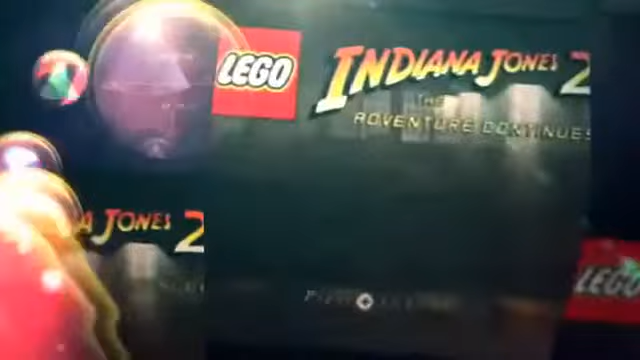 LEGO
INDIANA JONES 2
THE
ADVENTURE CONTINUES
A JONES 2
LEGO